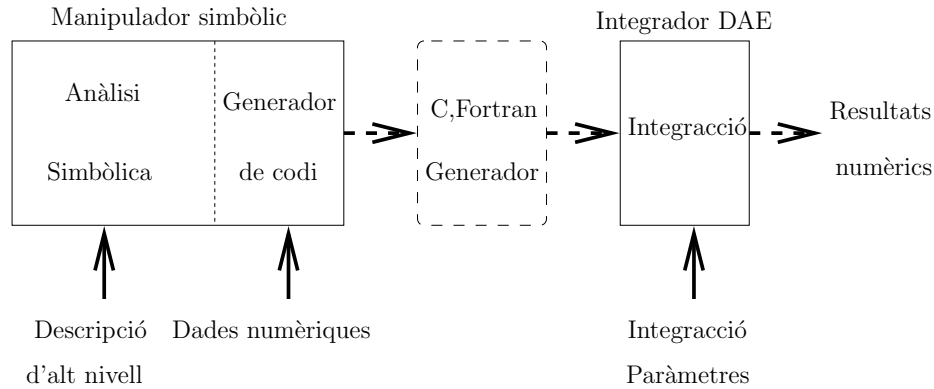 Manipulador simbòlic
Integrador DAE
Anàlisi
Simbòlica
Generador
de codi
C,Fortran
Generador
Integracció
Resultats
numèrics
Descripció
d'alt nivell
Dades numèriques
Integracció
Paràmetres